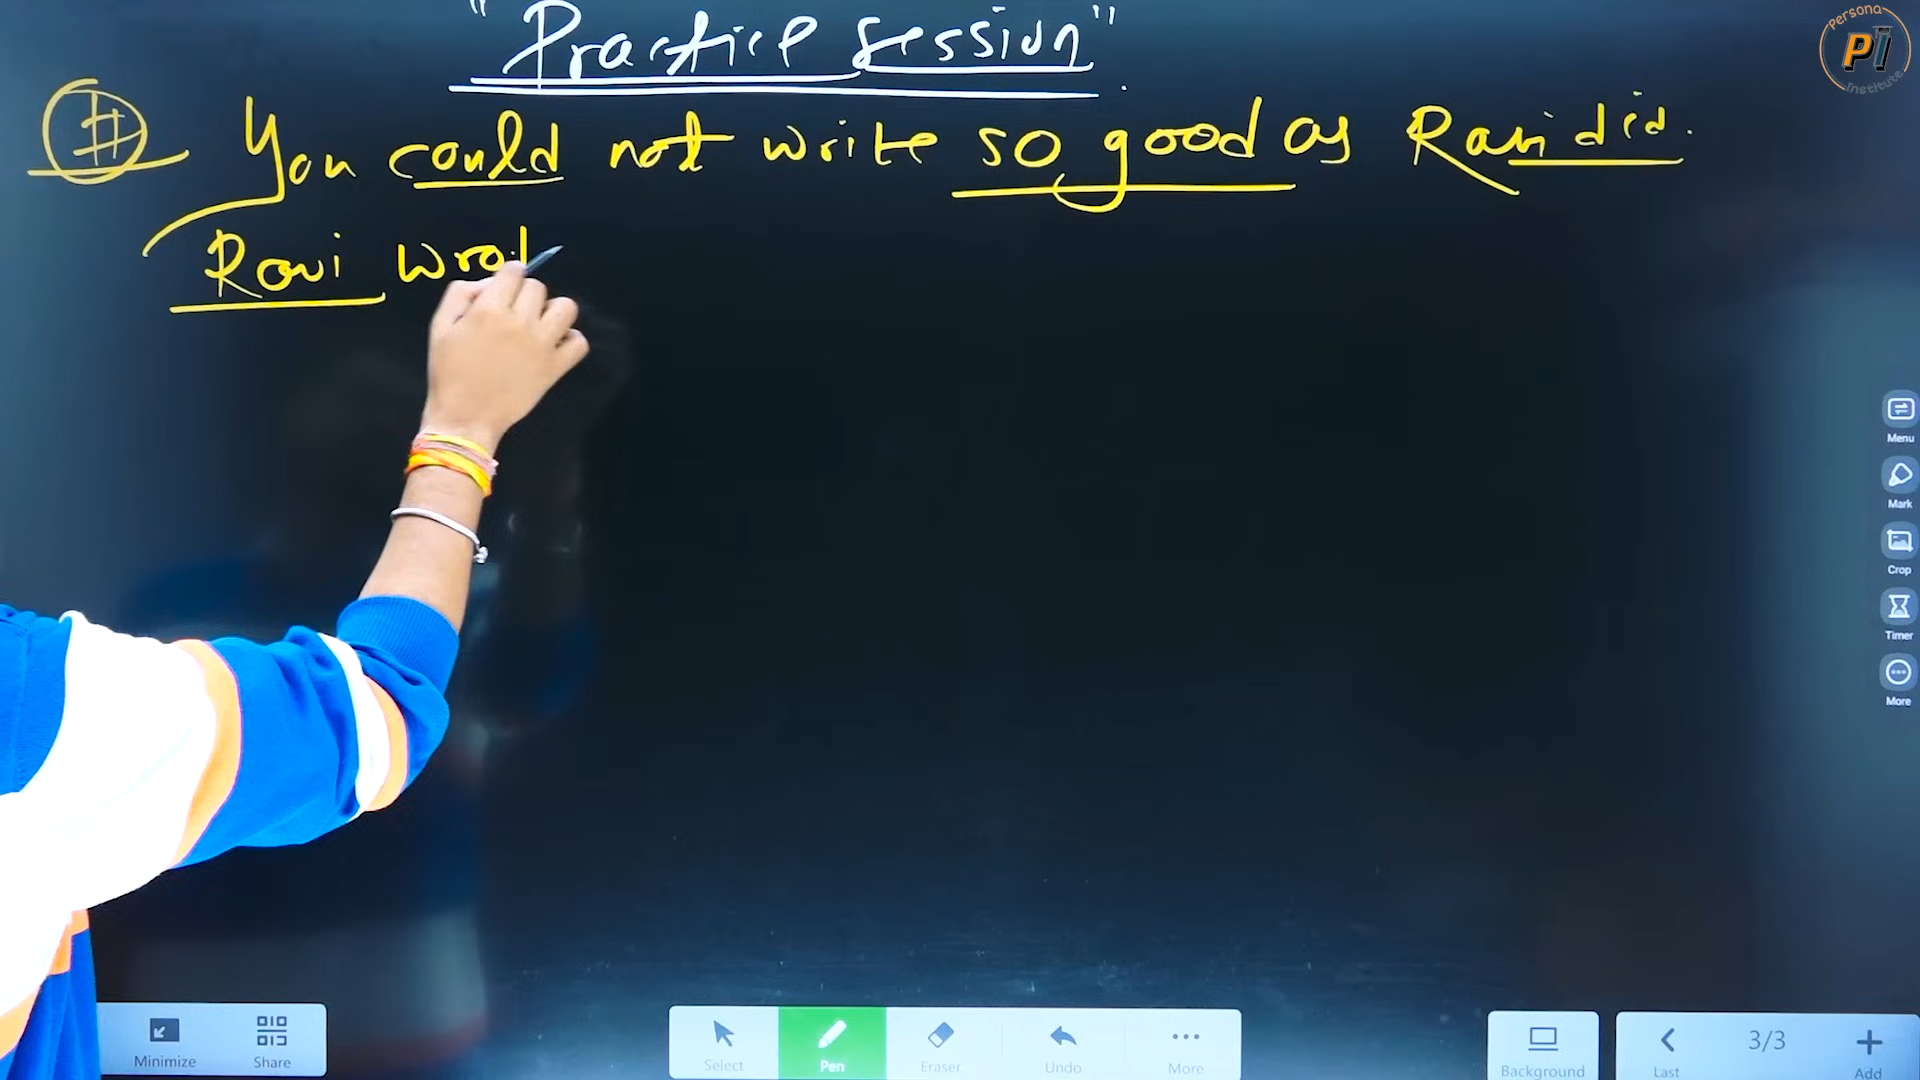 "Practice session"
# You could not write so good as Ravi did.
Ravi
Persona
PI
Institute
Menu
Mark
Crop
Timer
More
Minimize
Share
Select
Pen
Eraser
Undo
More
Background
Last
3/3
Add